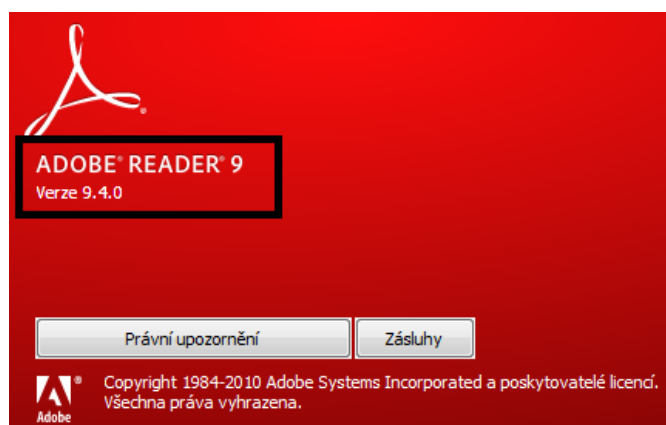 ADOBE® READER® 9
Verze 9.4.0
Právní upozornění
Zásluhy
Adobe
Copyright 1984-2010 Adobe Systems Incorporated a poskytovatelé licencí.
Všechna práva vyhrazena.